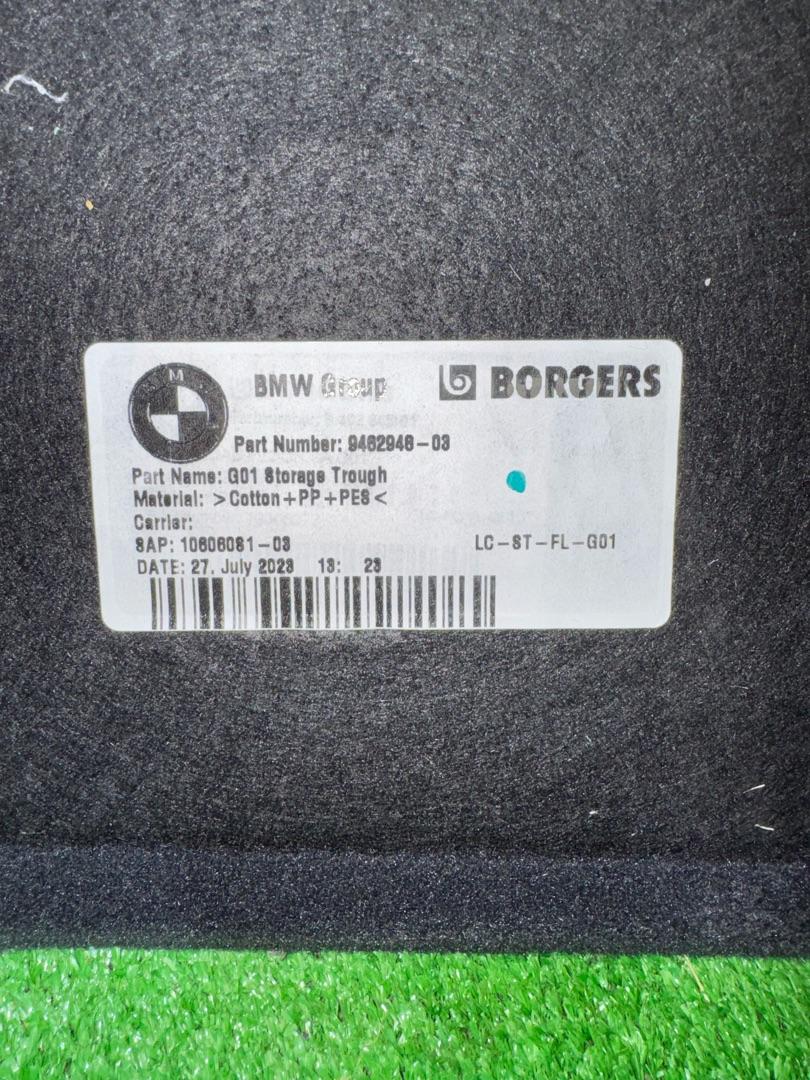 BMW Group
BORGERS
Part Number: 9462946-03
Part Name: G01 Storage Trough
Material: >Cotton+PP+PES<
Carrier:
SAP: 10606081-03
LC-ST-FL-G01
DATE: 27. July 2023 13: 23